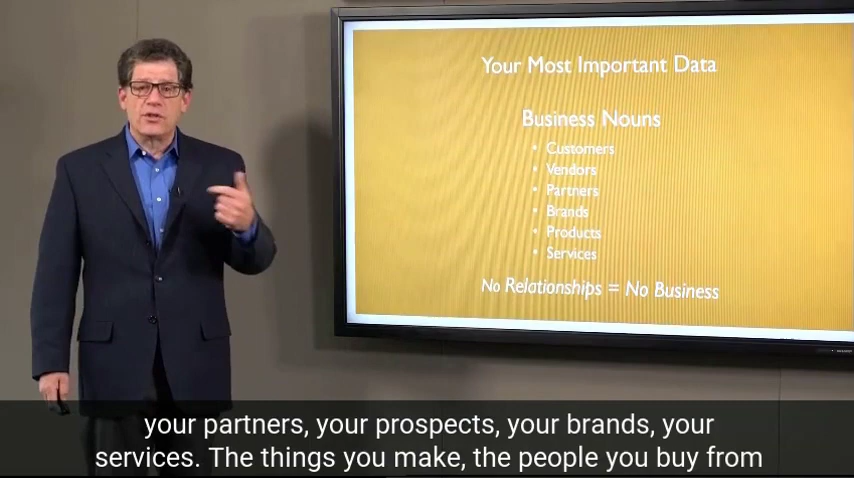 Your Most Important Data
Business Nouns
• Customers
• Vendors
• Partners
• Brands
• Products
• Services
No Relationships = No Business
your partners, your prospects, your brands, your
services. The things you make, the people you buy from